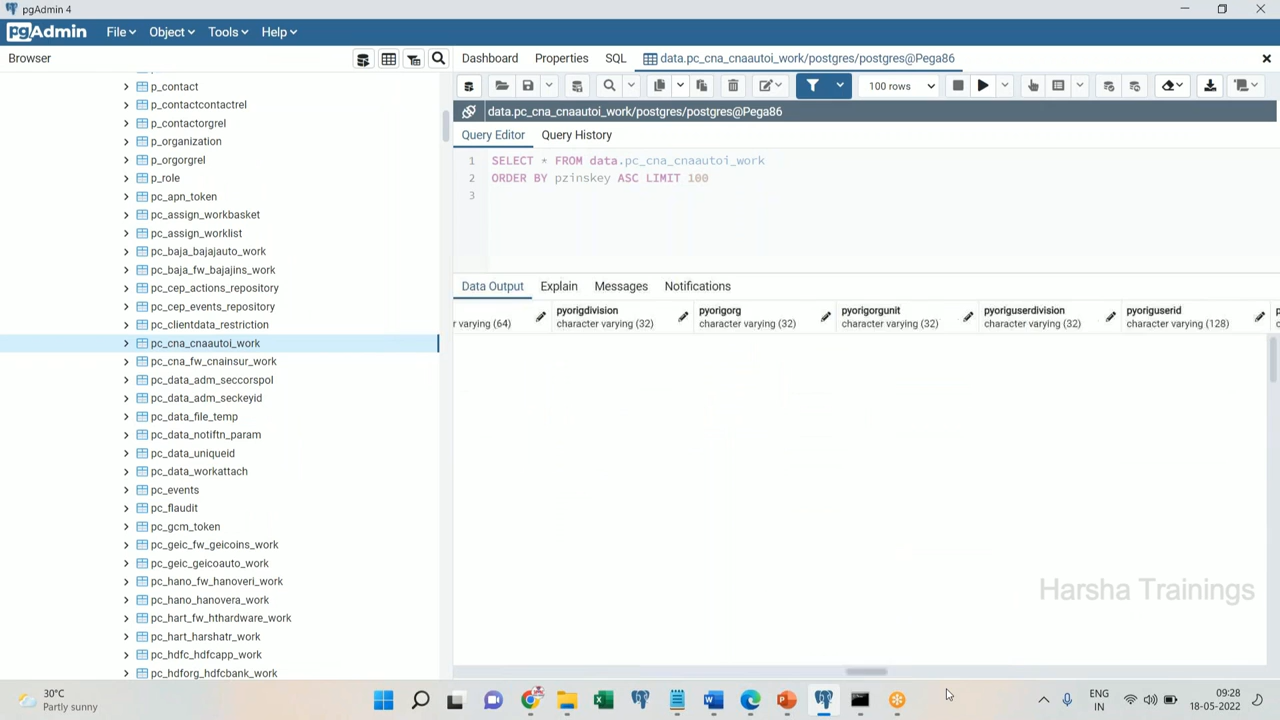 pgAdmin 4
pgAdmin File Object Tools Help
Browser
Dashboard Properties SQL data.pc_cna_cnaautoi_work/postgres/postgres@Pega86
100 rows
data.pc_cna_cnaautoi_work/postgres/postgres@Pega86
Query Editor Query History
1 SELECT * FROM data.pc_cna_cnaautoi_work
2 ORDER BY pzinskey ASC LIMIT 100
3
Data Output Explain Messages Notifications
pyorigdivision pyorigorg pyorigorgunit pyoriguserdivision pyoriguserid
r varying (64) character varying (32) character varying (32) character varying (32) character varying (32) character varying (128)
p_contact
p_contactcontactrel
p_contactorgrel
p_organization
p_orgorgrel
p_role
pc_apn_token
pc_assign_workbasket
pc_assign_worklist
pc_baja_bajajauto_work
pc_baja_fw_bajajins_work
pc_cep_actions_repository
pc_cep_events_repository
pc_clientdata_restriction
pc_cna_cnaautoi_work
pc_cna_fw_cnainsur_work
pc_data_adm_seccorspol
pc_data_adm_seckeyid
pc_data_file_temp
pc_data_notiftn_param
pc_data_uniqueid
pc_data_workattach
pc_events
pc_flaudit
pc_gcm_token
pc_geic_fw_geicoins_work
pc_geic_geicoauto_work
pc_hano_fw_hanoveri_work
pc_hano_hanovera_work
pc_hart_fw_hthardware_work
pc_hart_harshatr_work
pc_hdfc_hdfcapp_work
pc_hdforg_hdfcbank_work
Harsha Trainings
30°C
Partly sunny
ENG
IN
09:28
18-05-2022